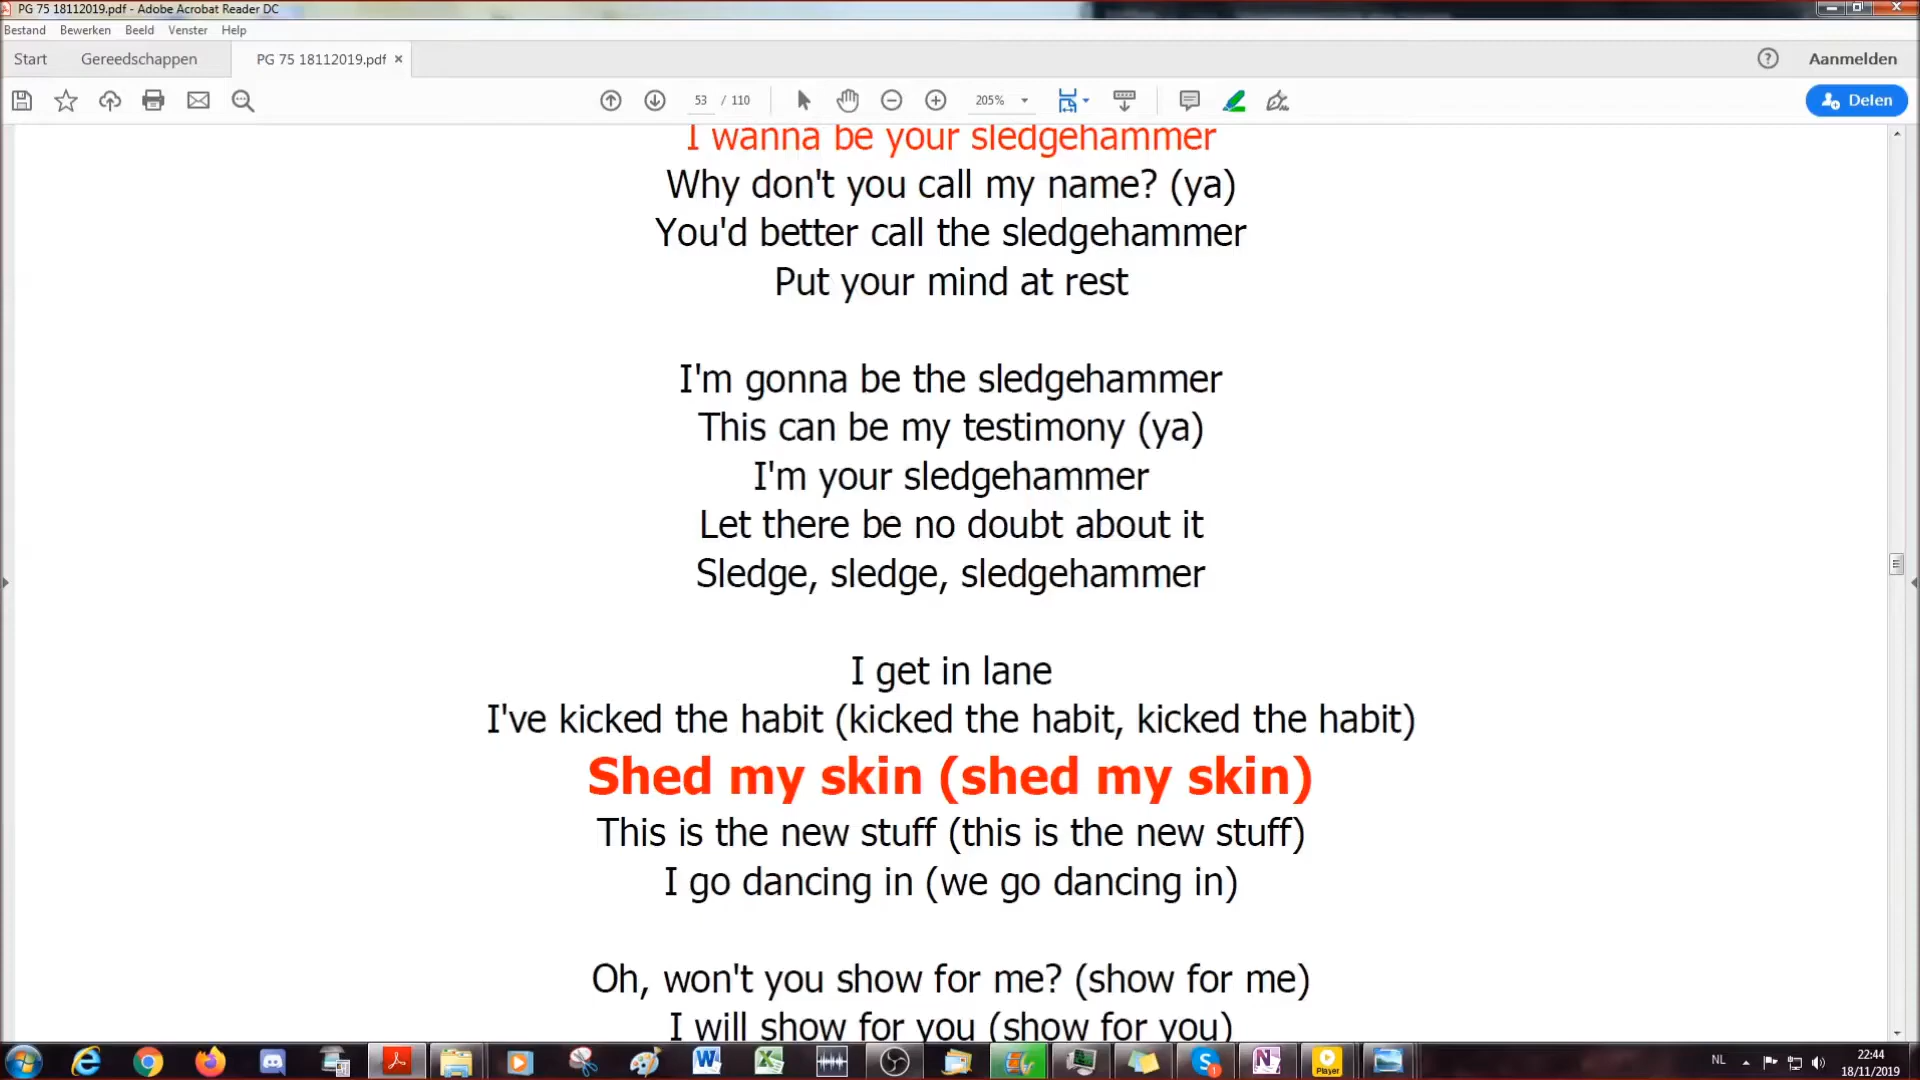 PG 75 18112019.pdf - Adobe Acrobat Reader DC
Bestand Bewerken Beeld Venster Help
Start Gereedschappen PG 75 18112019.pdf × Aanmelden
53 / 110 205% Delen
I wanna be your sledgehammer
Why don't you call my name? (ya)
You'd better call the sledgehammer
Put your mind at rest
I'm gonna be the sledgehammer
This can be my testimony (ya)
I'm your sledgehammer
Let there be no doubt about it
Sledge, sledge, sledgehammer
I get in lane
I've kicked the habit (kicked the habit, kicked the habit)
Shed my skin (shed my skin)
This is the new stuff (this is the new stuff)
I go dancing in (we go dancing in)
Oh, won't you show for me? (show for me)
I will show for you (show for you)
Player NL 22:44
18/11/2019